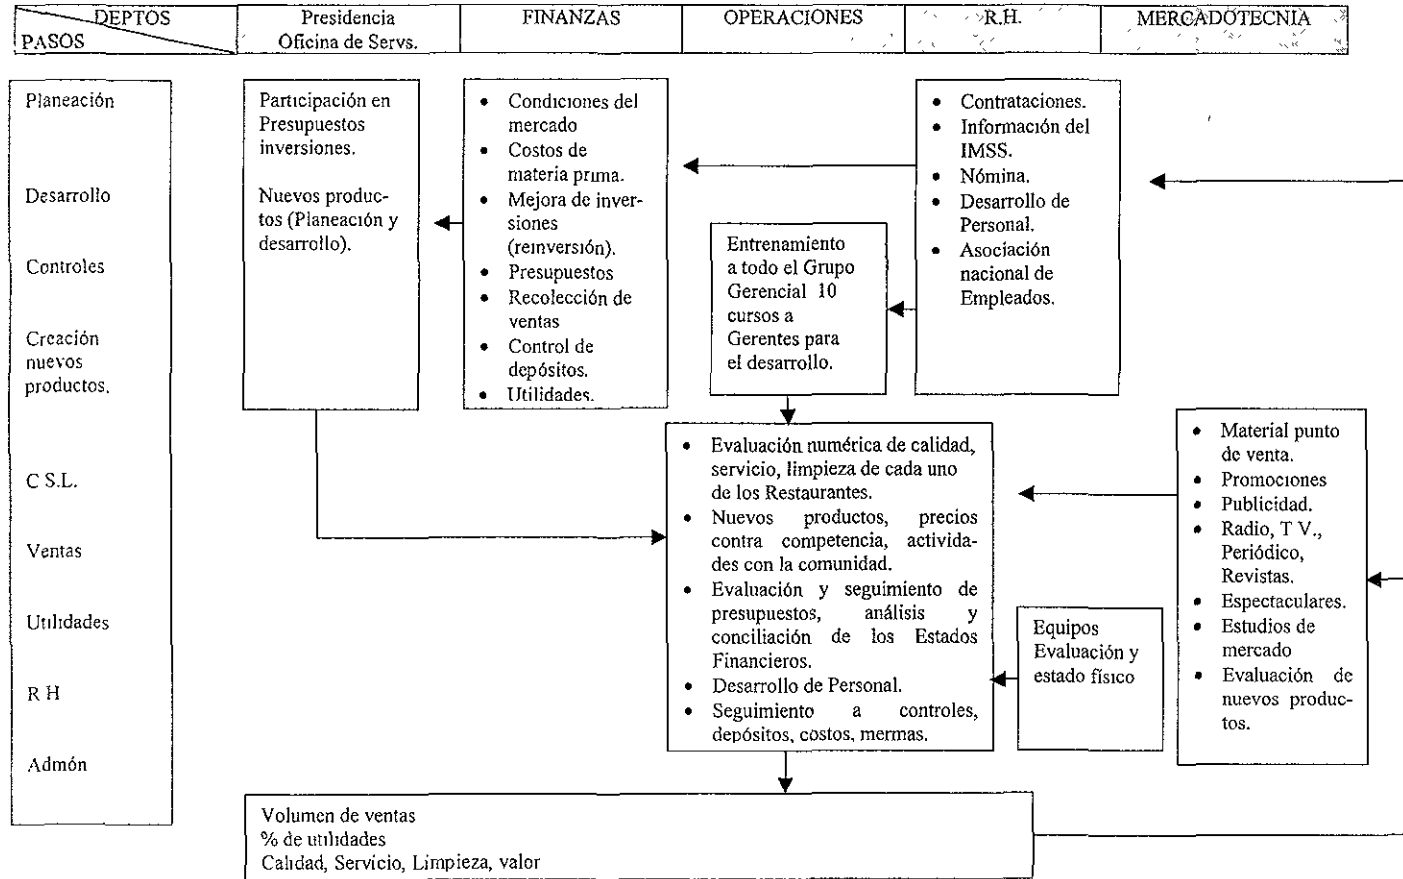 DEPTOS
PASOS
Presidencia
Oficina de Servs.
FINANZAS
OPERACIONES
R.H.
MERCADOTECNIA
Planeación
Desarrollo
Controles
Creación
nuevos
productos.
C S.L.
Ventas
Utilidades
R H
Admón
Participación en
Presupuestos
inversiones.
Nuevos produc-
tos (Planeación y
desarrollo).
• Condiciones del
mercado
• Costos de
materia prima.
• Mejora de inver-
siones
(reinversión).
• Presupuestos
• Recolección de
ventas
• Control de
depósitos.
• Utilidades.
Entrenamiento
a todo el Grupo
Gerencial 10
cursos a
Gerentes para
el desarrollo.
• Contrataciones.
• Información del
IMSS.
• Nómina.
• Desarrollo de
Personal.
• Asociación
nacional de
Empleados.
• Evaluación numérica de calidad,
servicio, limpieza de cada uno
de los Restaurantes.
• Nuevos productos, precios
contra competencia, activida-
des con la comunidad.
• Evaluación y seguimiento de
presupuestos, análisis y
conciliación de los Estados
Financieros.
• Desarrollo de Personal.
• Seguimiento a controles,
depósitos, costos, mermas.
Equipos
Evaluación y
estado físico
• Material punto
de venta.
• Promociones
• Publicidad.
• Radio, T V.,
Periódico,
Revistas.
• Espectaculares.
• Estudios de
mercado
• Evaluación de
nuevos produc-
tos.
Volumen de ventas
% de utilidades
Calidad, Servicio, Limpieza, valor